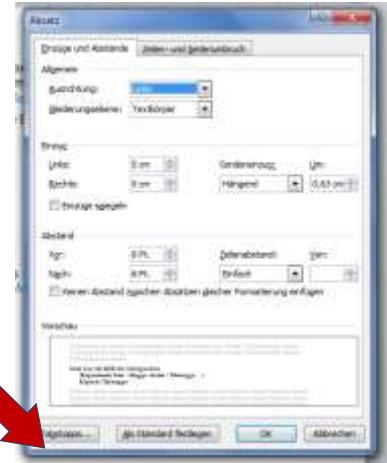 Absatz
Einzüge und Abstände Zeilen- und Seitenumbruch
Allgemein
Ausrichtung: Links
Gliederungsebene: Textkörper
Einzug
Links: 0 cm Sondereinzug: Um:
Rechts: 0 cm Hängend 0,63 cm
Einzüge spiegeln
Abstand
Vor: 0 Pt. Zeilenabstand: Von:
Nach: 6 Pt. Einfach
Keinen Abstand zwischen Absätzen gleicher Formatierung einfügen
Vorschau
Tabstopps... Als Standard festlegen OK Abbrechen